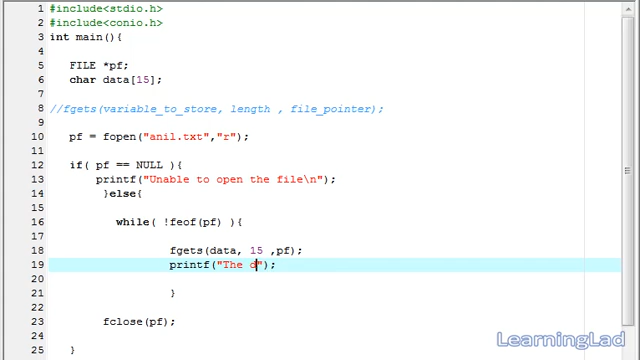 1 #include<stdio.h>
2 #include<conio.h>
3 int main(){
4
5 FILE *pf;
6 char data[15];
7
8 //fgets(variable_to_store, length , file_pointer);
9
10 pf = fopen("anil.txt","r");
11
12 if( pf == NULL ){
13 printf("Unable to open the file\n");
14 }else{
15
16 while( !feof(pf) ){
17
18 fgets(data, 15 ,pf);
19 printf("The d");
20
21 }
22
23 fclose(pf);
24
25 }
LearningLad